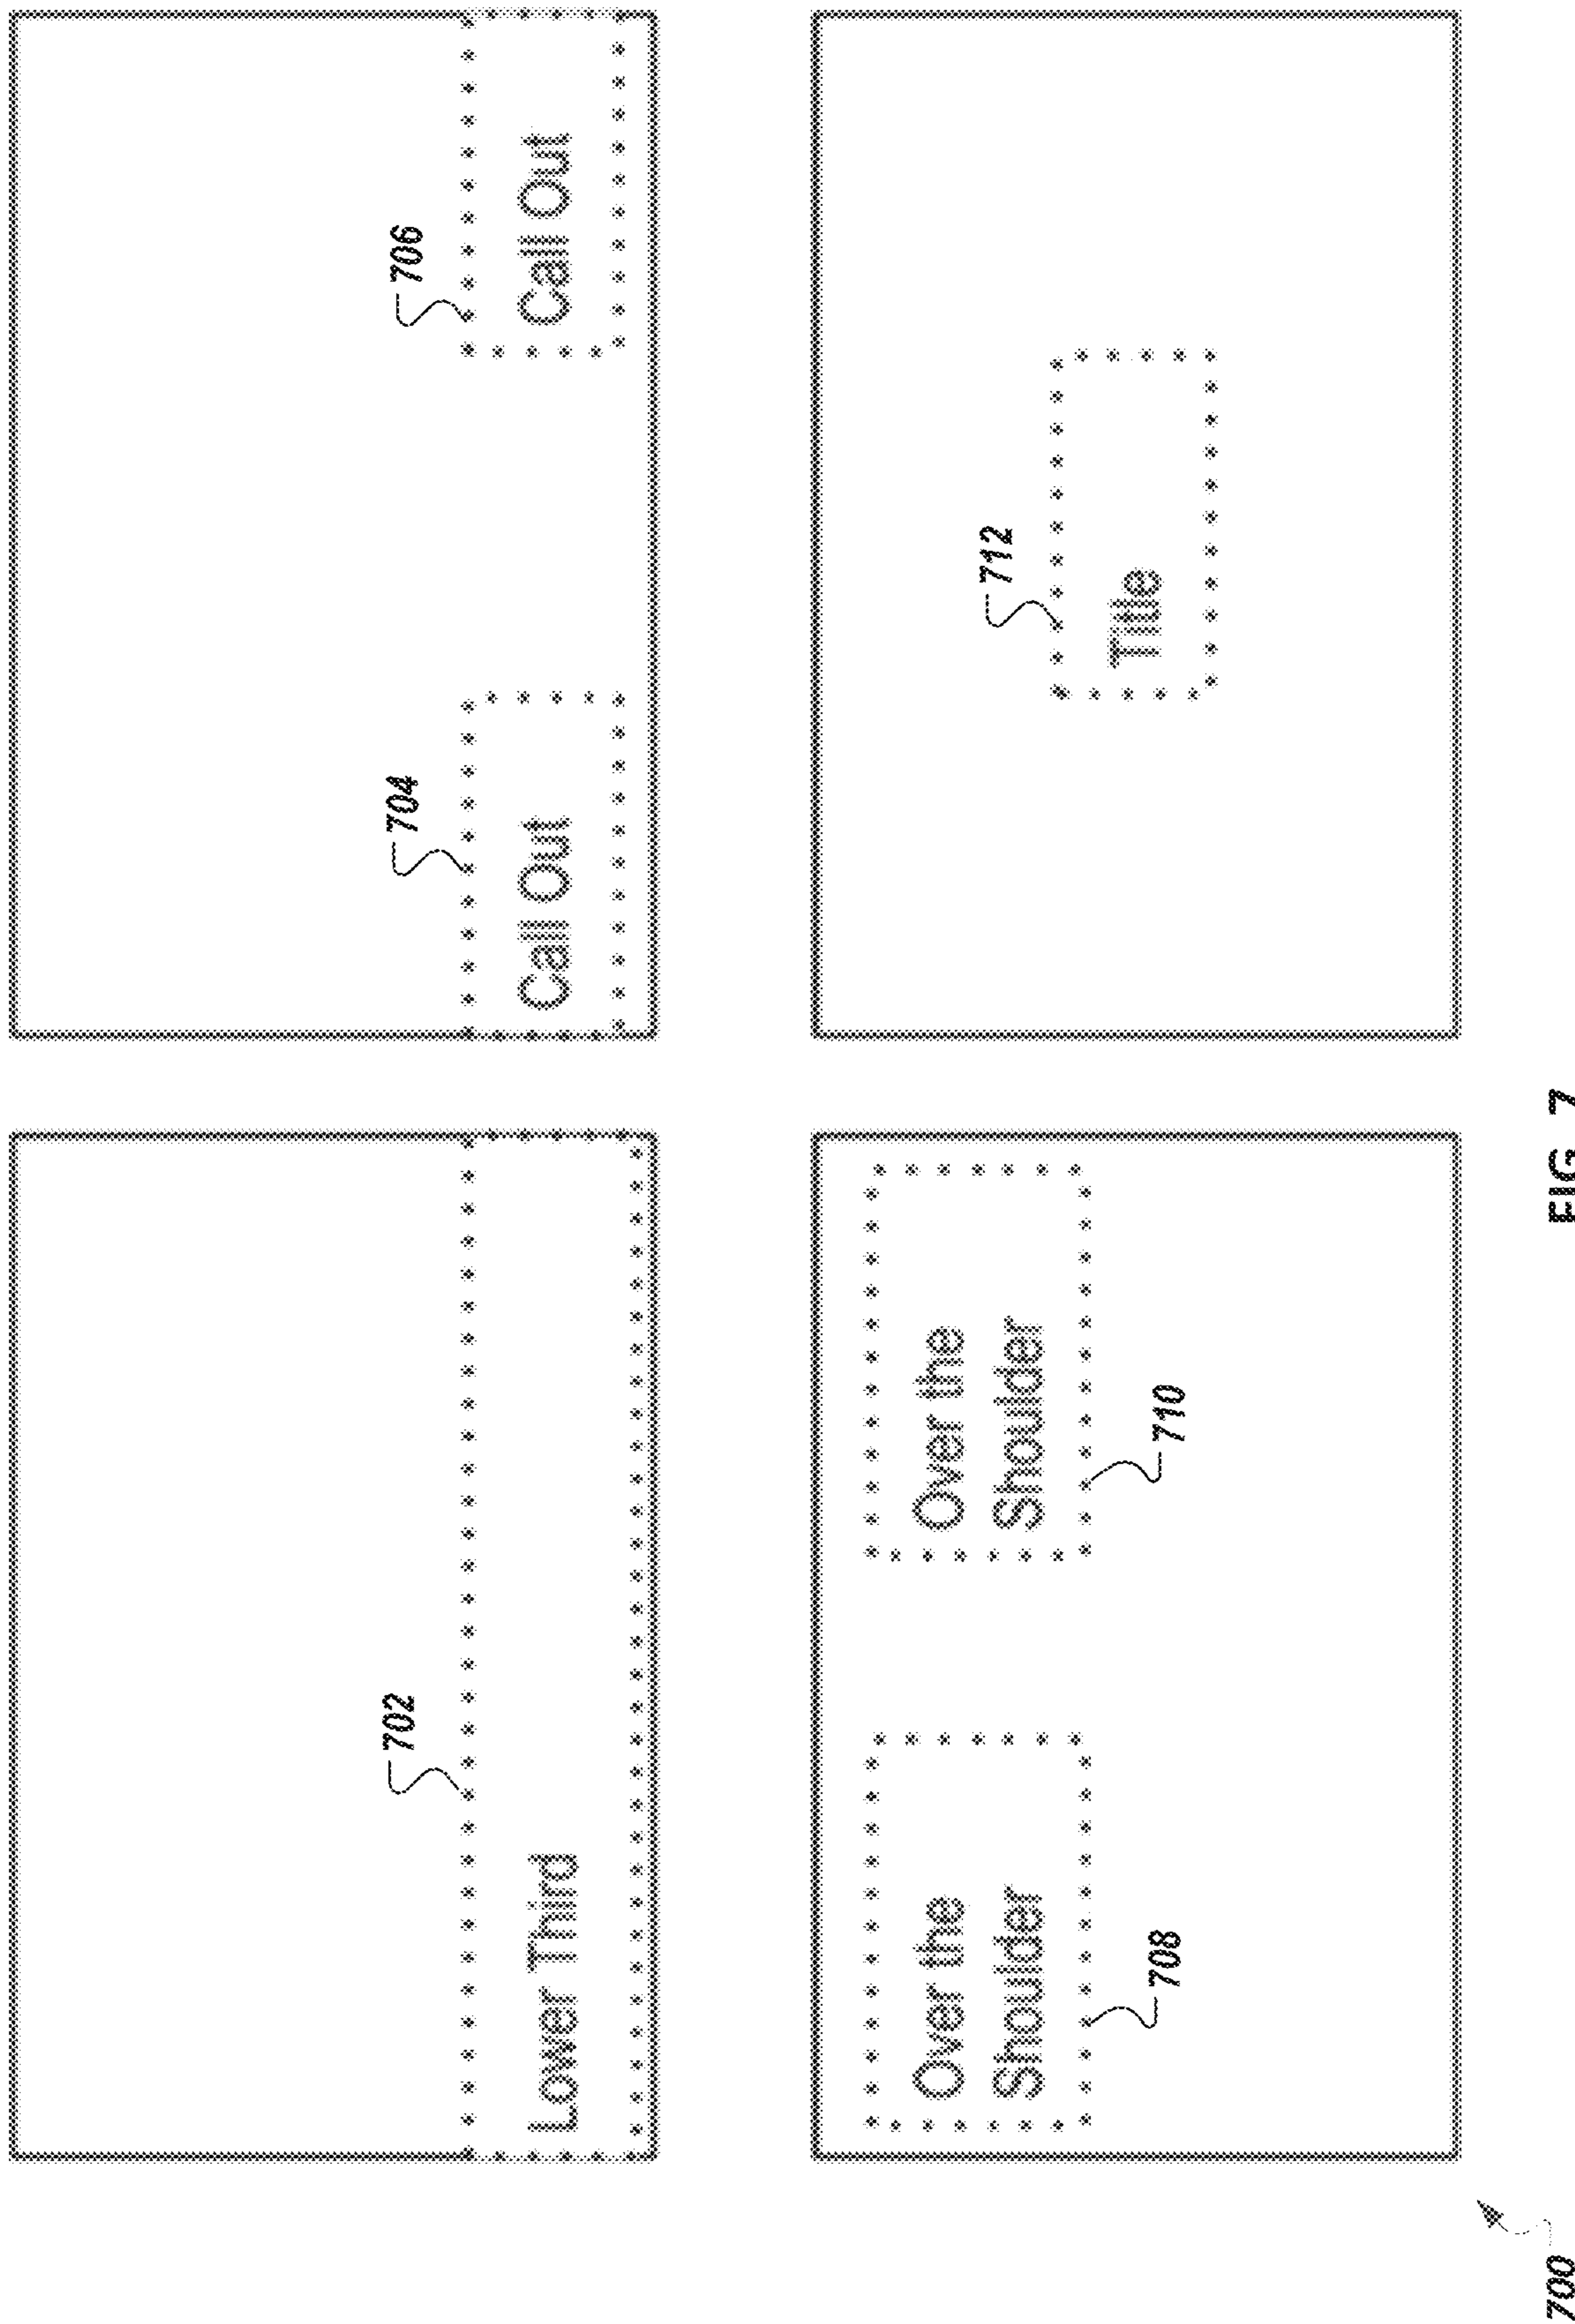 702
Lower Third
704
Call Out
706
Call Out
Over the
Shoulder
708
Over the
Shoulder
710
712
Title
700
FIG. 7